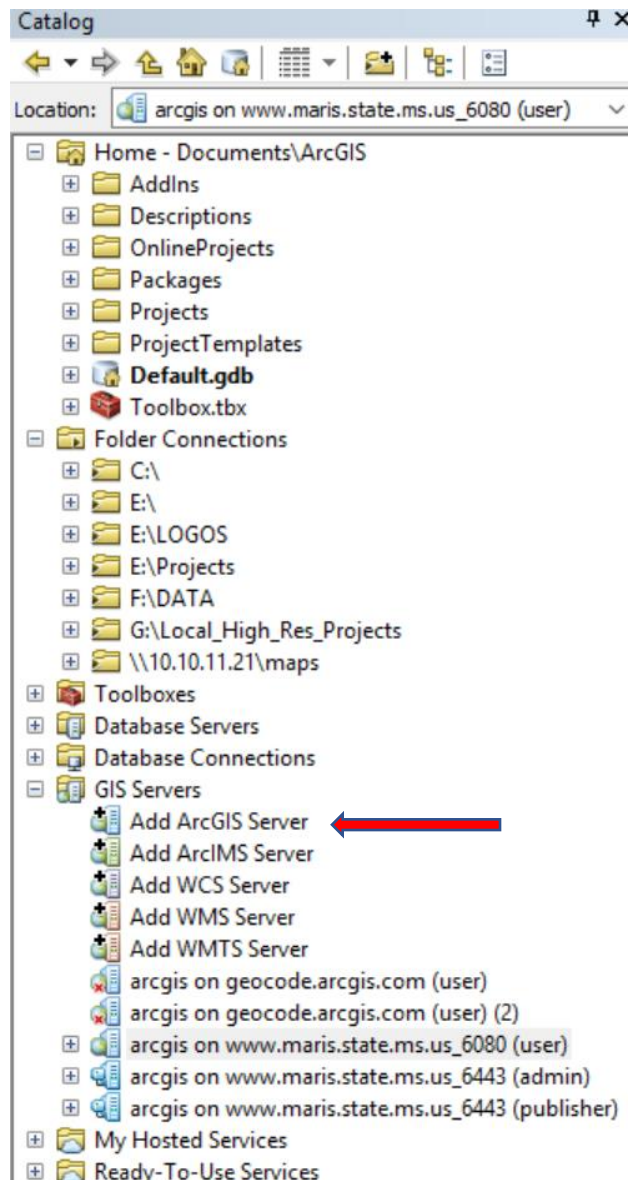 Catalog
Location: arcgis on www.maris.state.ms.us_6080 (user)
Home - Documents\ArcGIS
AddIns
Descriptions
OnlineProjects
Packages
Projects
ProjectTemplates
Default.gdb
Toolbox.tbx
Folder Connections
C:\
E:\
E:\LOGOS
E:\Projects
F:\DATA
G:\Local_High_Res_Projects
\\10.10.11.21\maps
Toolboxes
Database Servers
Database Connections
GIS Servers
Add ArcGIS Server
Add ArcIMS Server
Add WCS Server
Add WMS Server
Add WMTS Server
arcgis on geocode.arcgis.com (user)
arcgis on geocode.arcgis.com (user) (2)
arcgis on www.maris.state.ms.us_6080 (user)
arcgis on www.maris.state.ms.us_6443 (admin)
arcgis on www.maris.state.ms.us_6443 (publisher)
My Hosted Services
Ready-To-Use Services